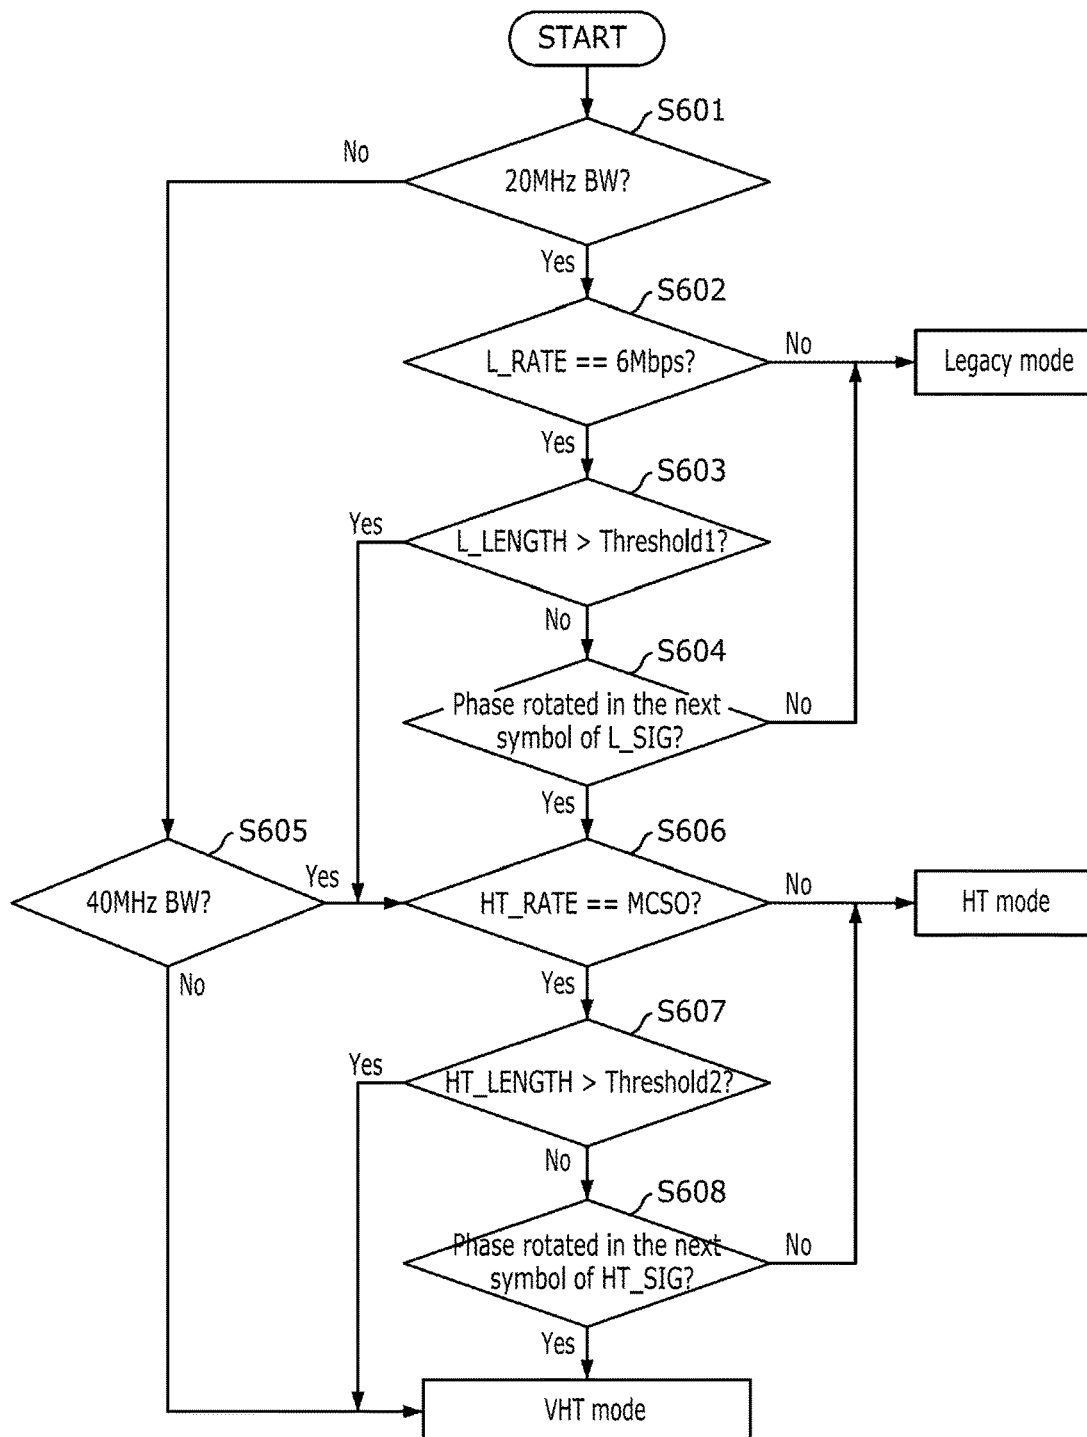 START
S601
No
20MHz BW?
Yes
S602
L_RATE == 6Mbps?
No
Legacy mode
Yes
S603
Yes
L_LENGTH > Threshold1?
No
S604
Phase rotated in the next
symbol of L_SIG?
No
Yes
S605
S606
40MHz BW?
Yes
HT_RATE == MCSO?
No
HT mode
No
Yes
S607
Yes
HT_LENGTH > Threshold2?
No
S608
Phase rotated in the next
symbol of HT_SIG?
No
Yes
VHT mode